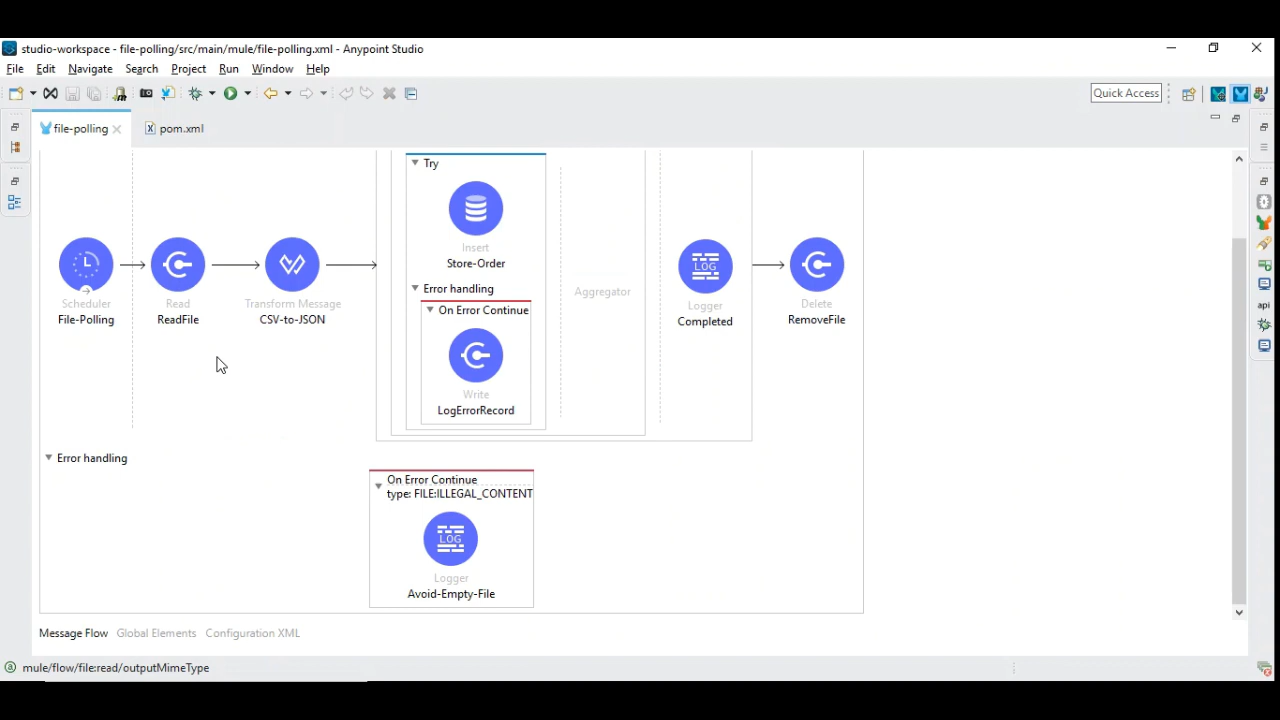 studio-workspace - file-polling/src/main/mule/file-polling.xml - Anypoint Studio
File Edit Navigate Search Project Run Window Help
Quick Access
file-polling
pom.xml
Try
Insert
Store-Order
Error handling
On Error Continue
Write
LogErrorRecord
Scheduler
File-Polling
Read
ReadFile
Transform Message
CSV-to-JSON
Aggregator
LOG
Logger
Completed
Delete
RemoveFile
Error handling
On Error Continue
type: FILE:ILLEGAL_CONTENT
LOG
Logger
Avoid-Empty-File
api
Message Flow Global Elements Configuration XML
mule/flow/file:read/outputMimeType